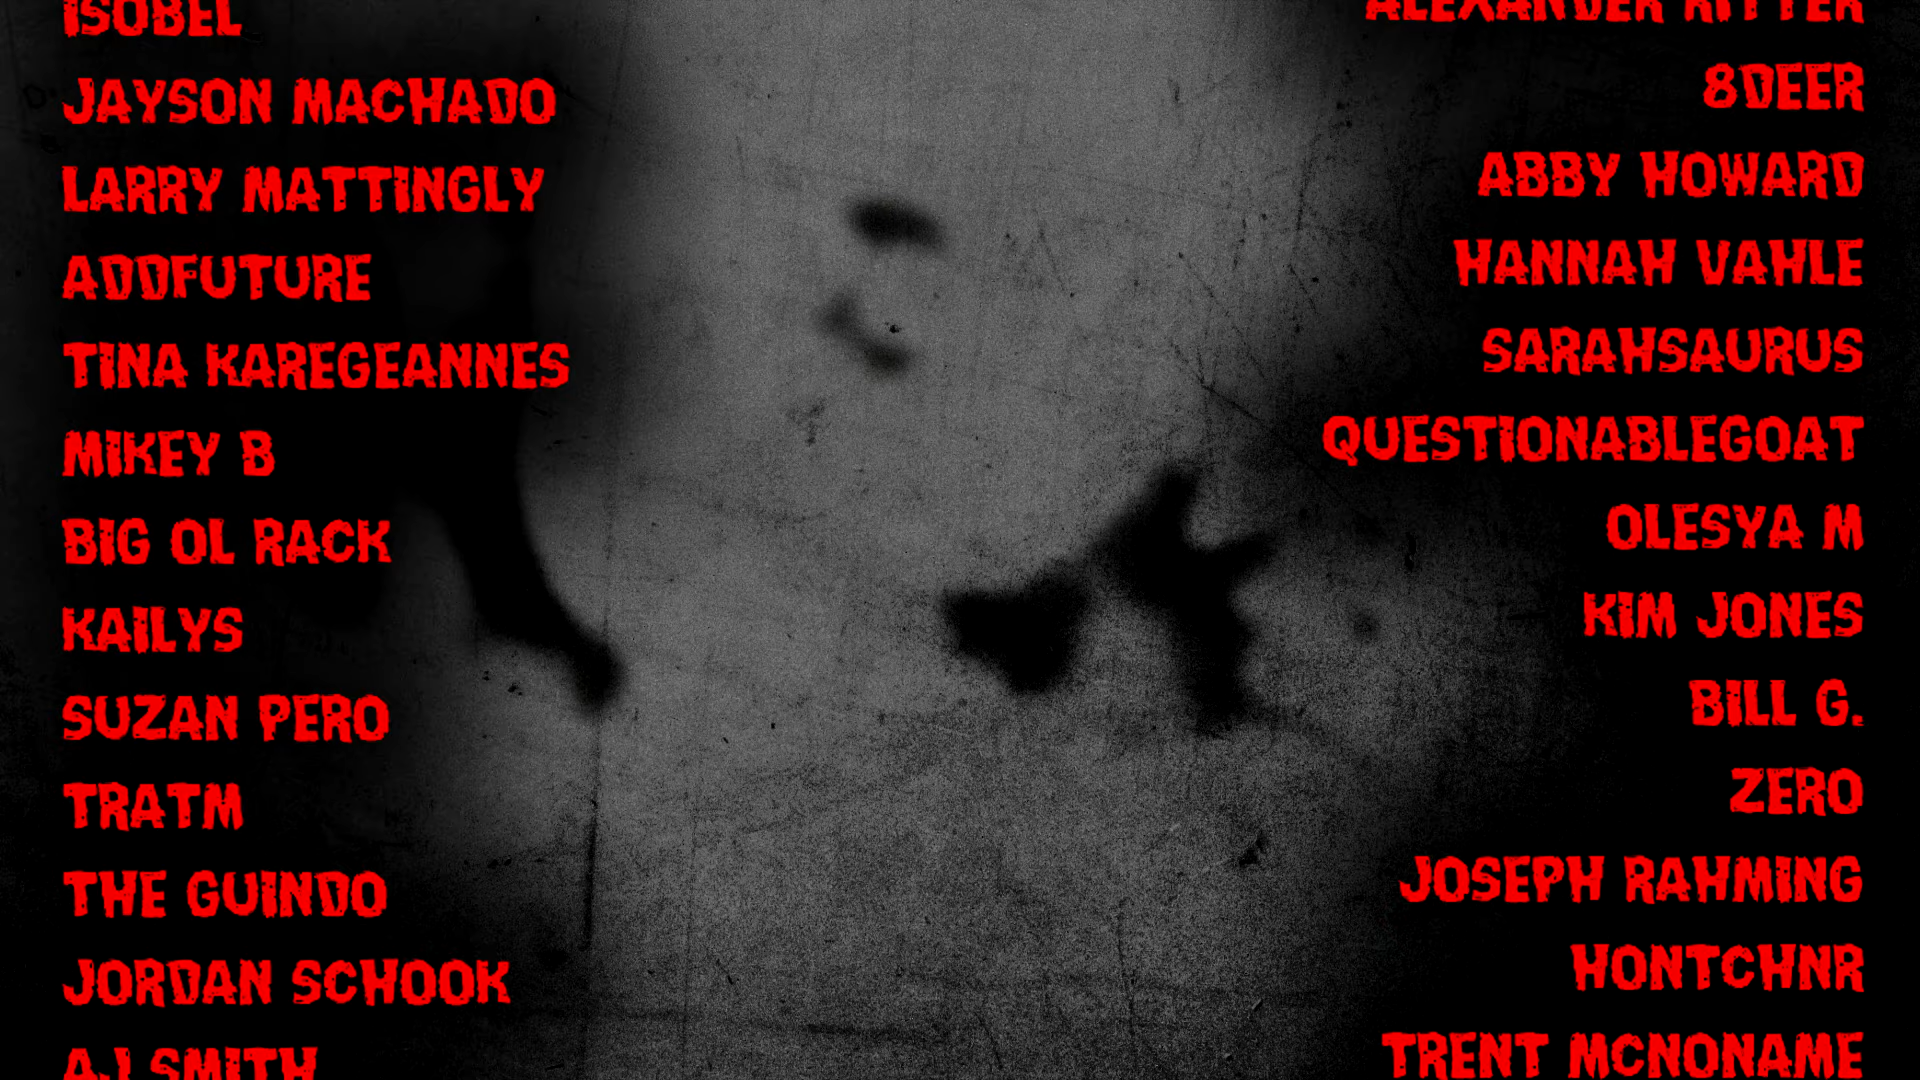 ISOBEL
JAYSON MACHADO
LARRY MATTINGLY
ADDFUTURE
TINA KAREGEANNES
MIKEY B
BIG OL RACK
KAILYS
SUZAN PERO
TRATM
THE GUINDO
JORDAN SCHOOK
AJ SMITH
ALEXANDER RITTER
8DEER
ABBY HOWARD
HANNAH VAHLE
SARAHSAURUS
QUESTIONABLEGOAT
OLESYA M
KIM JONES
BILL G.
ZERO
JOSEPH RAHMING
HONTCHNR
TRENT MCNONAME